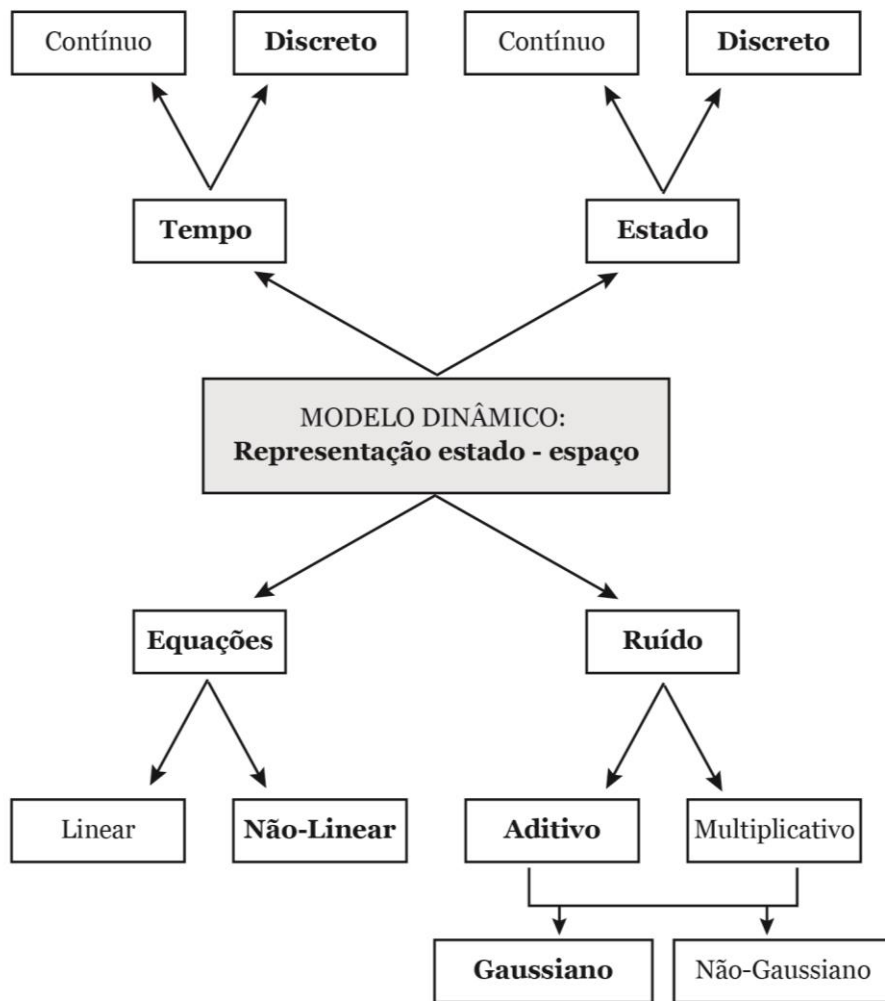 Contínuo
Discreto
Contínuo
Discreto
Tempo
Estado
MODELO DINÂMICO:
Representação estado - espaço
Equações
Ruído
Linear
Não-Linear
Aditivo
Multiplicativo
Gaussiano
Não-Gaussiano